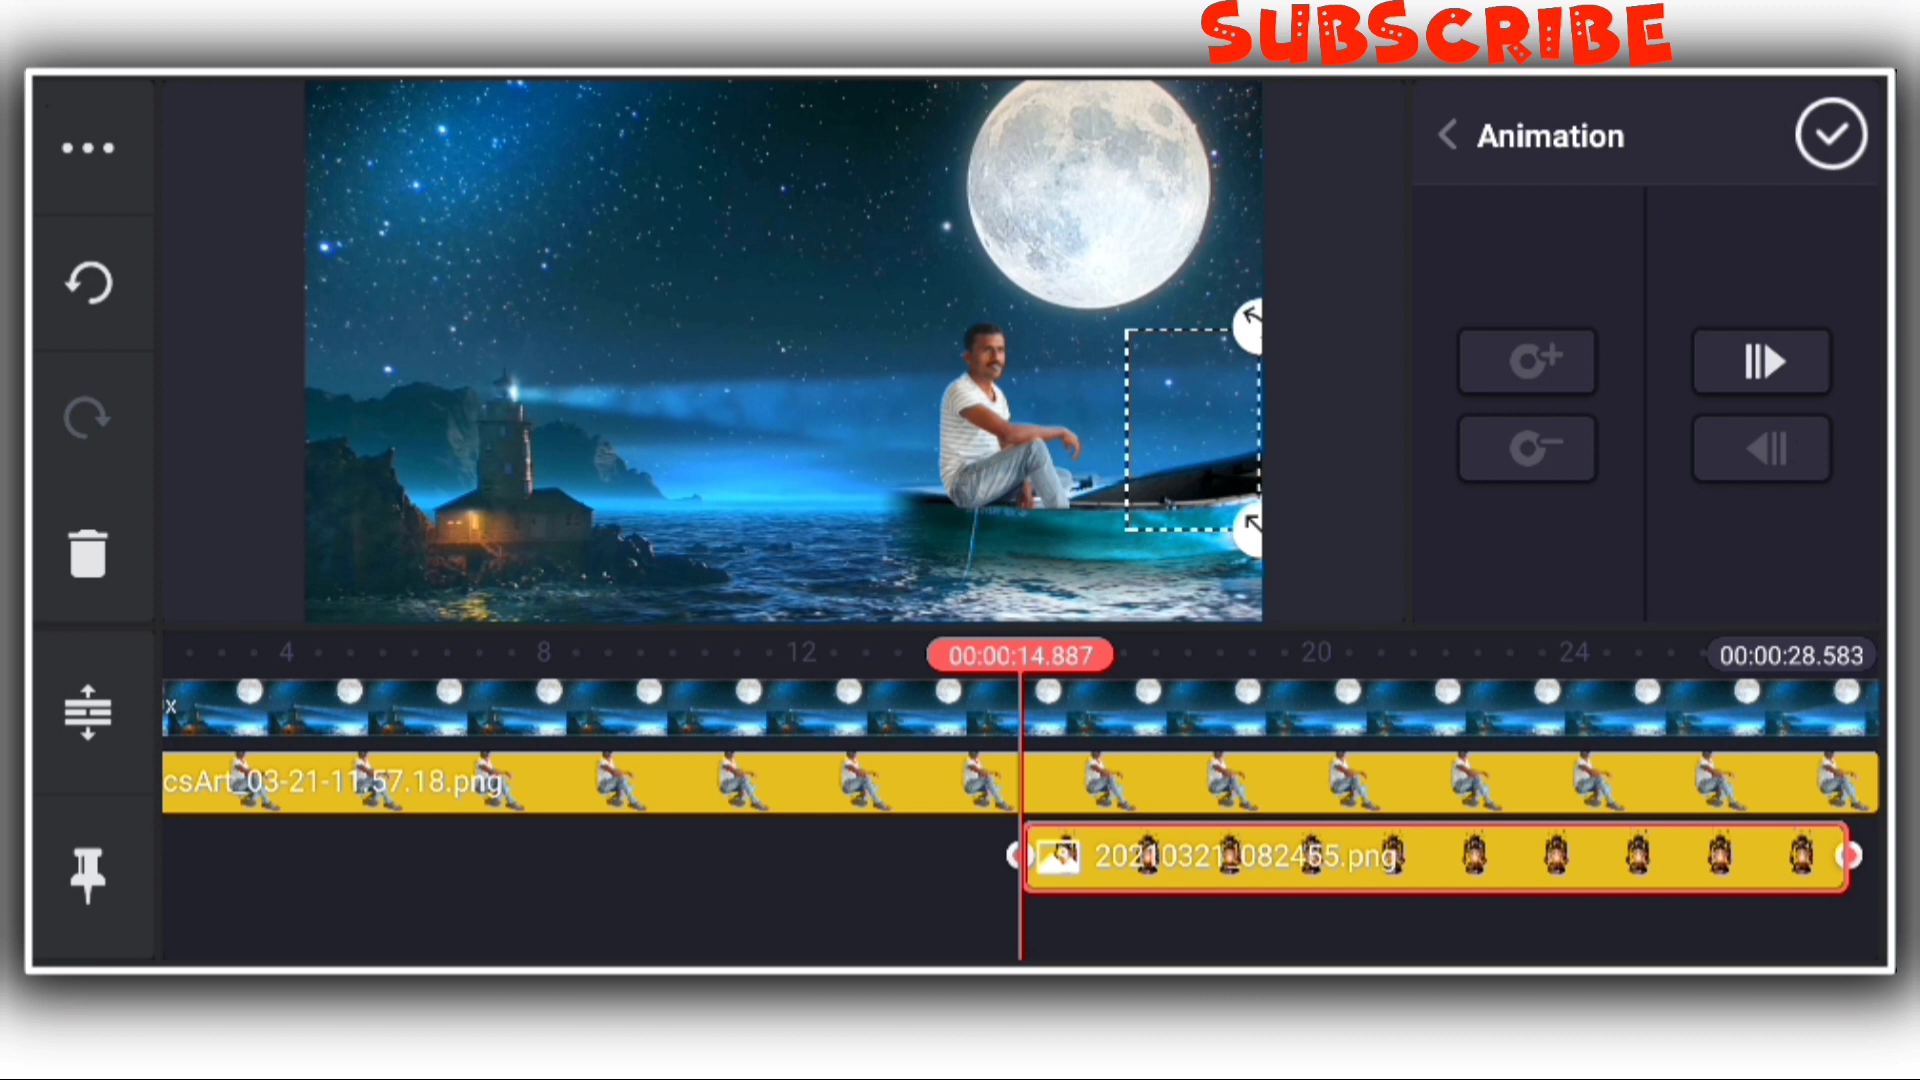 SUBSCRIBE
Animation
4 8 12 00:00:14.887 20 24 00:00:28.583
x
csArt_03-21-11.57.18.png
20210321_082455.png